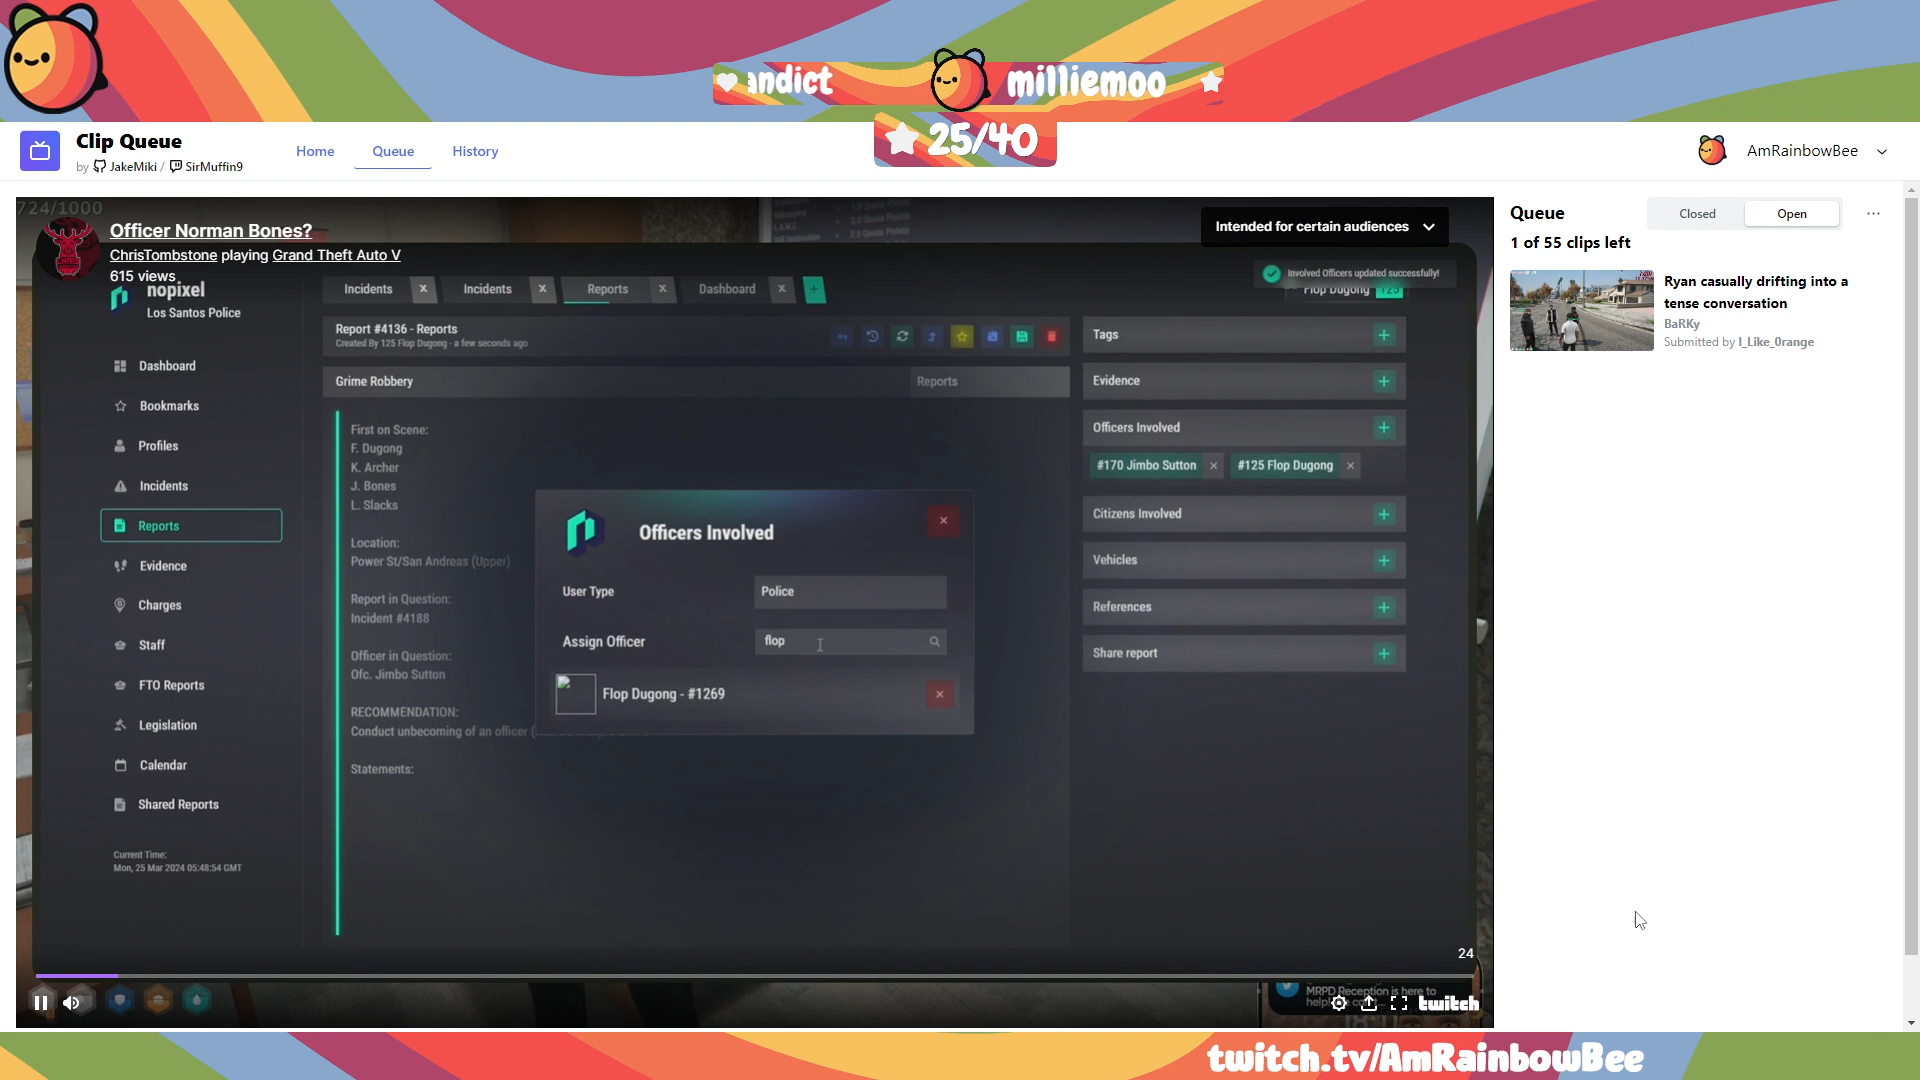 andict
milliemoo
25/40
Clip Queue
by JakeMiki / SirMuffin9
Home
Queue
History
AmRainbowBee
724/1000
Officer Norman Bones?
ChrisTombstone playing Grand Theft Auto V
615 views
Intended for certain audiences
Involved Officers updated successfully!
Flop Dugong 125
nopixel
Los Santos Police
Incidents x
Incidents x
Reports x
Dashboard x
+
Report #4136 - Reports
Created By 125 Flop Dugong - a few seconds ago
Grime Robbery
Reports
Dashboard
Bookmarks
Profiles
Incidents
Reports
Evidence
Charges
Staff
FTO Reports
Legislation
Calendar
Shared Reports
Current Time:
Mon, 25 Mar 2024 05:48:54 GMT
First on Scene:
F. Dugong
K. Archer
J. Bones
L. Slacks
Location:
Power St/San Andreas (Upper)
Report in Question:
Incident #4188
Officer in Question:
Ofc. Jimbo Sutton
RECOMMENDATION:
Conduct unbecoming of an officer (
Statements:
Officers Involved
User Type
Police
Assign Officer
flop
Flop Dugong - #1269
Tags
Evidence
Officers Involved
#170 Jimbo Sutton x
#125 Flop Dugong x
Citizens Involved
Vehicles
References
Share report
24
MRPD Reception is here to
twitch
Queue
Closed
Open
1 of 55 clips left
Ryan casually drifting into a
tense conversation
BaRKy
Submitted by I_Like_0range
twitch.tv/AmRainbowBee